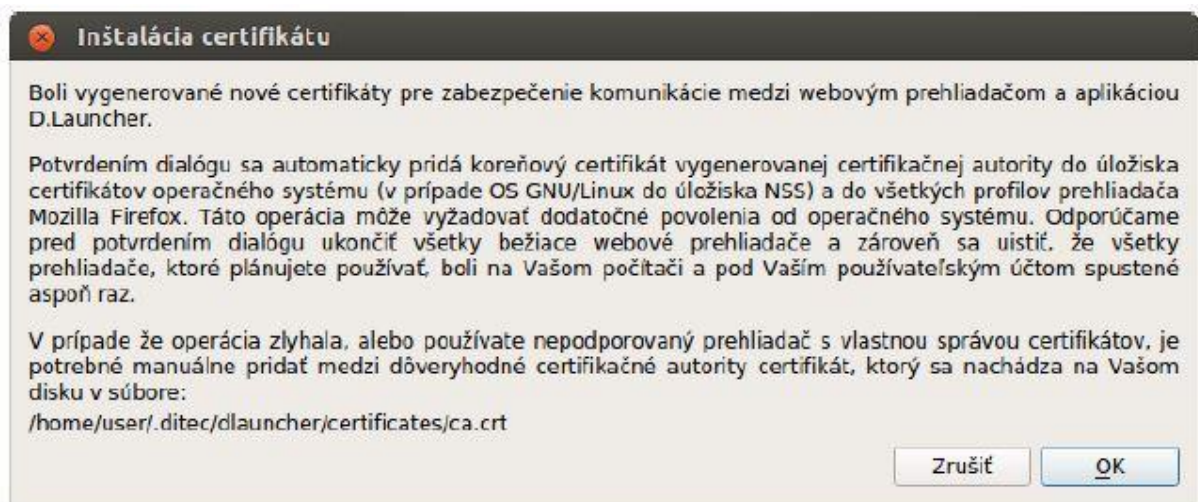 Inštalácia certifikátu
Boli vygenerované nové certifikáty pre zabezpečenie komunikácie medzi webovým prehliadačom a aplikáciou
D.Launcher.
Potvrdením dialógu sa automaticky pridá koreňový certifikát vygenerovanej certifikačnej autority do úložiska
certifikátov operačného systému (v prípade OS GNU/Linux do úložiska NSS) a do všetkých profilov prehliadača
Mozilla Firefox. Táto operácia môže vyžadovať dodatočné povolenia od operačného systému. Odporúčame
pred potvrdením dialógu ukončiť všetky bežiace webové prehliadače a zároveň sa uistiť, že všetky
prehliadače, ktoré plánujete používať, boli na Vašom počítači a pod Vaším používateľským účtom spustené
aspoň raz.
V prípade že operácia zlyhala, alebo používate nepodporovaný prehliadač s vlastnou správou certifikátov, je
potrebné manuálne pridať medzi dôveryhodné certifikačné autority certifikát, ktorý sa nachádza na Vašom
disku v súbore:
/home/user/.ditec/dlauncher/certificates/ca.crt
Zrušiť OK